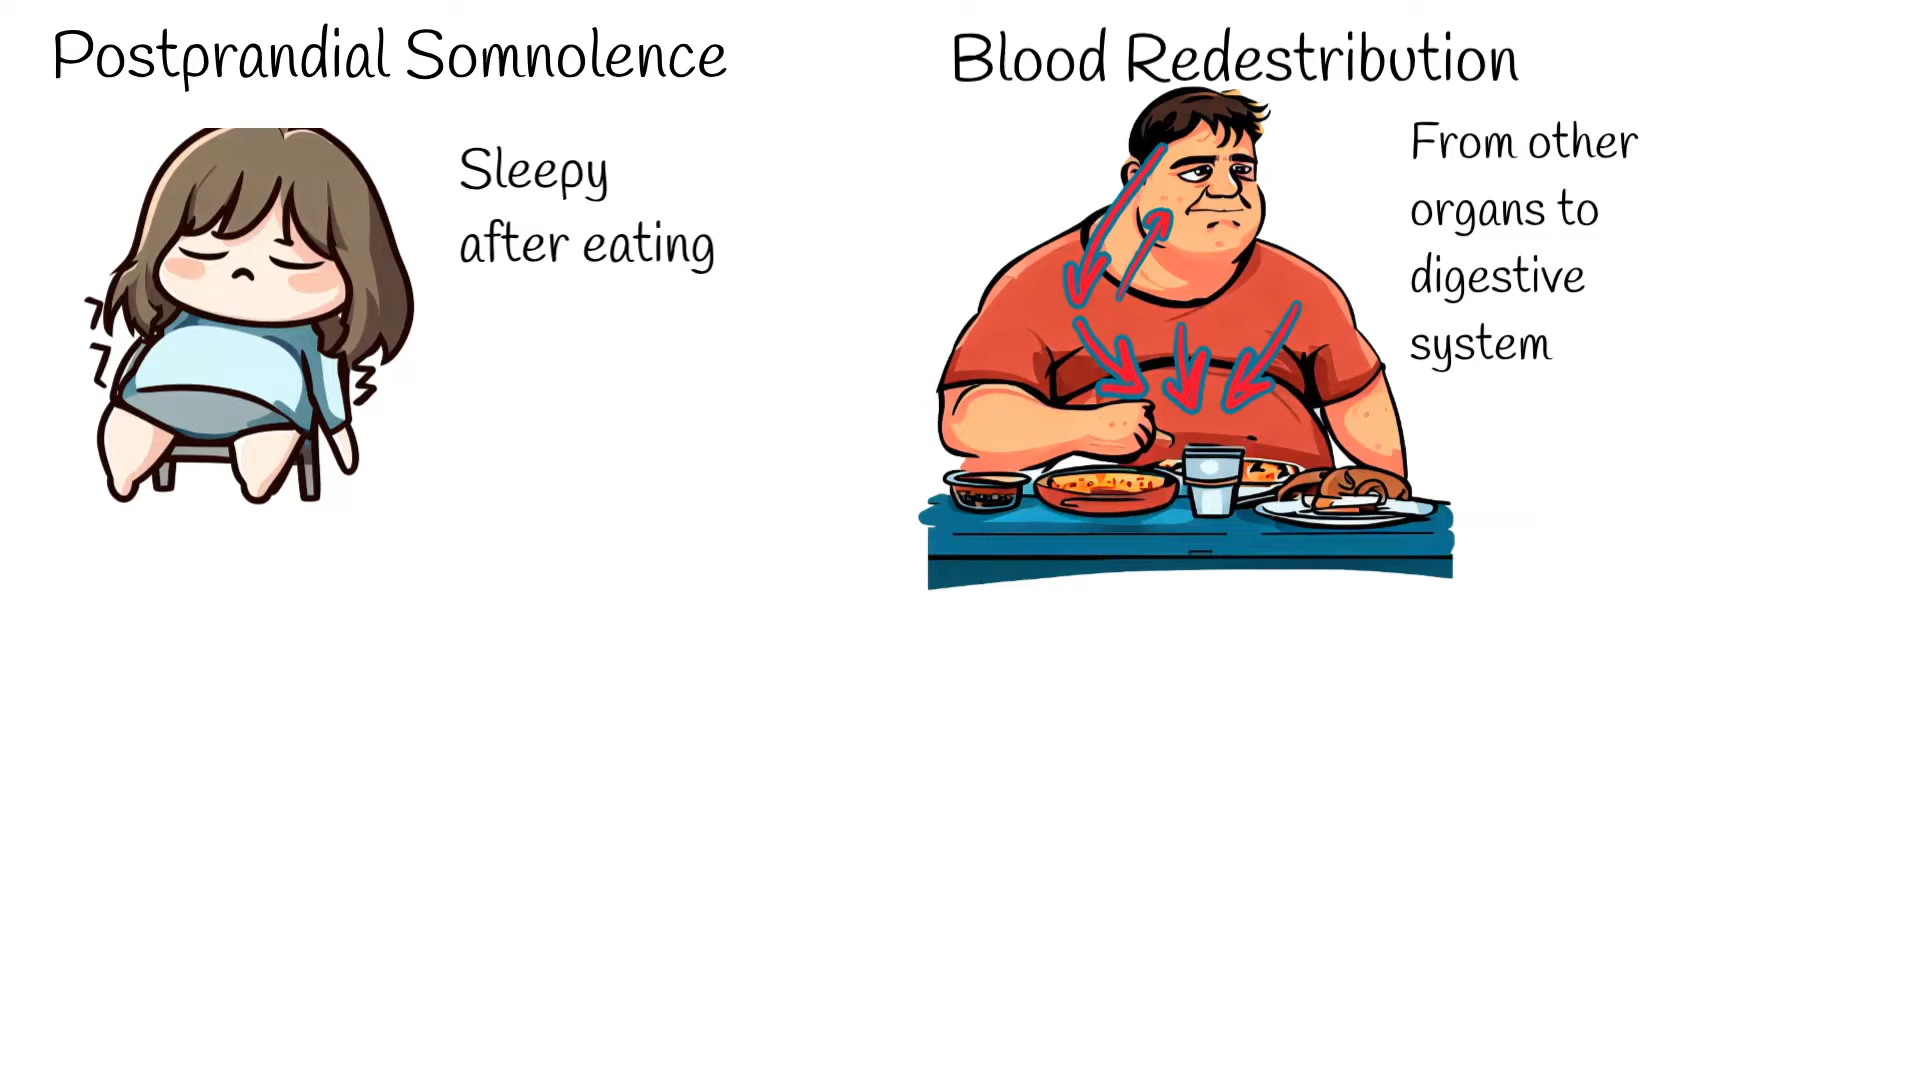 Postprandial Somnolence
Sleepy
after eating
Blood Redestribution
From other
organs to
digestive
system